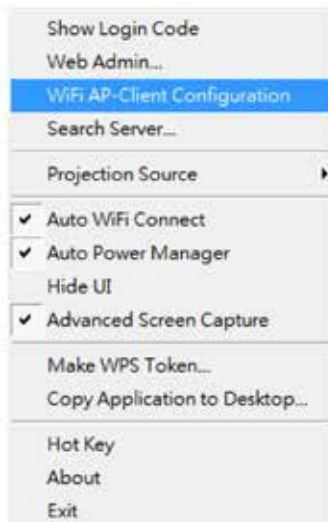 Show Login Code
Web Admin...
WiFi AP-Client Configuration
Search Server...
Projection Source
Auto WiFi Connect
Auto Power Manager
Hide UI
Advanced Screen Capture
Make WPS Token...
Copy Application to Desktop...
Hot Key
About
Exit